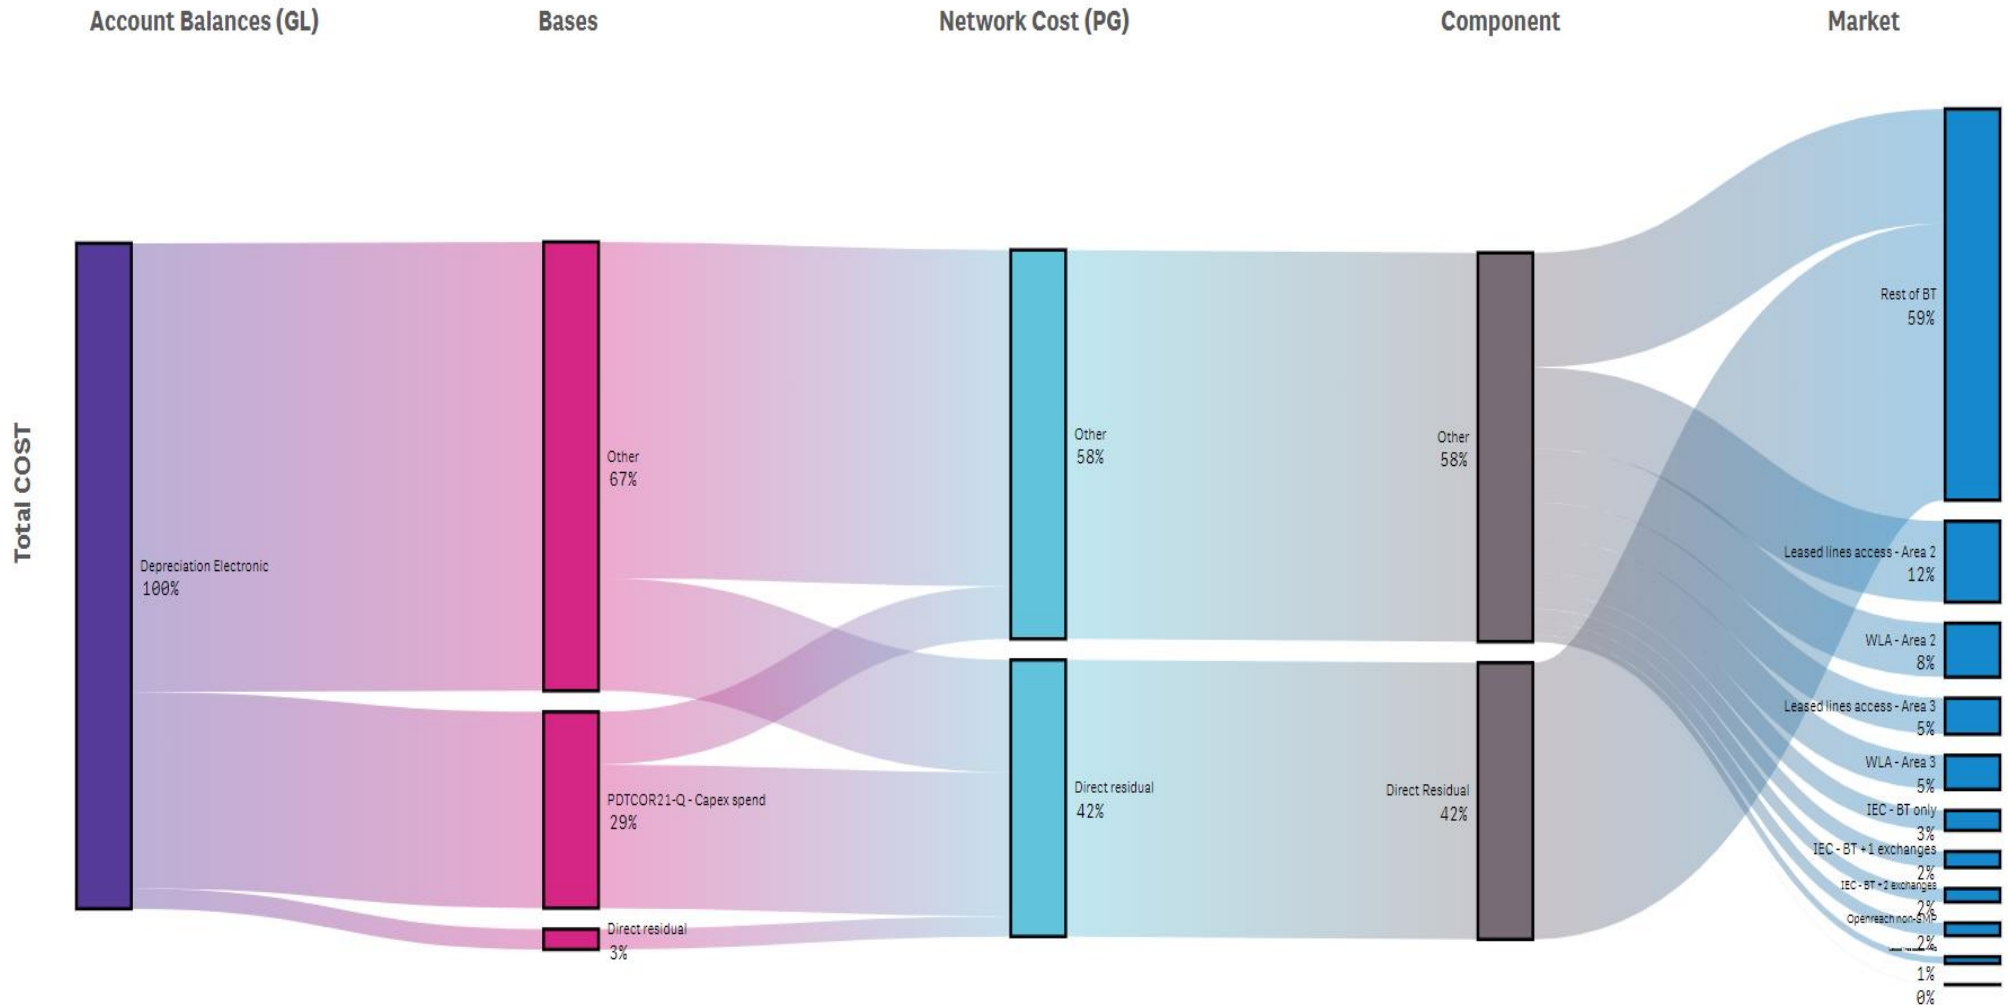 Account Balances (GL)
Bases
Network Cost (PG)
Component
Market
Total COST
Depreciation Electronic
100%
Other
67%
PDTCOR21-Q - Capex spend
29%
Direct residual
3%
Other
58%
Direct residual
42%
Other
58%
Direct Residual
42%
Rest of BT
59%
Leased lines access - Area 2
12%
WLA - Area 2
8%
Leased lines access - Area 3
5%
WLA - Area 3
5%
IEC - BT only
3%
IEC - BT +1 exchanges
2%
IEC - BT +2 exchanges
2%
Openreach non-SMP
2%
1%
0%